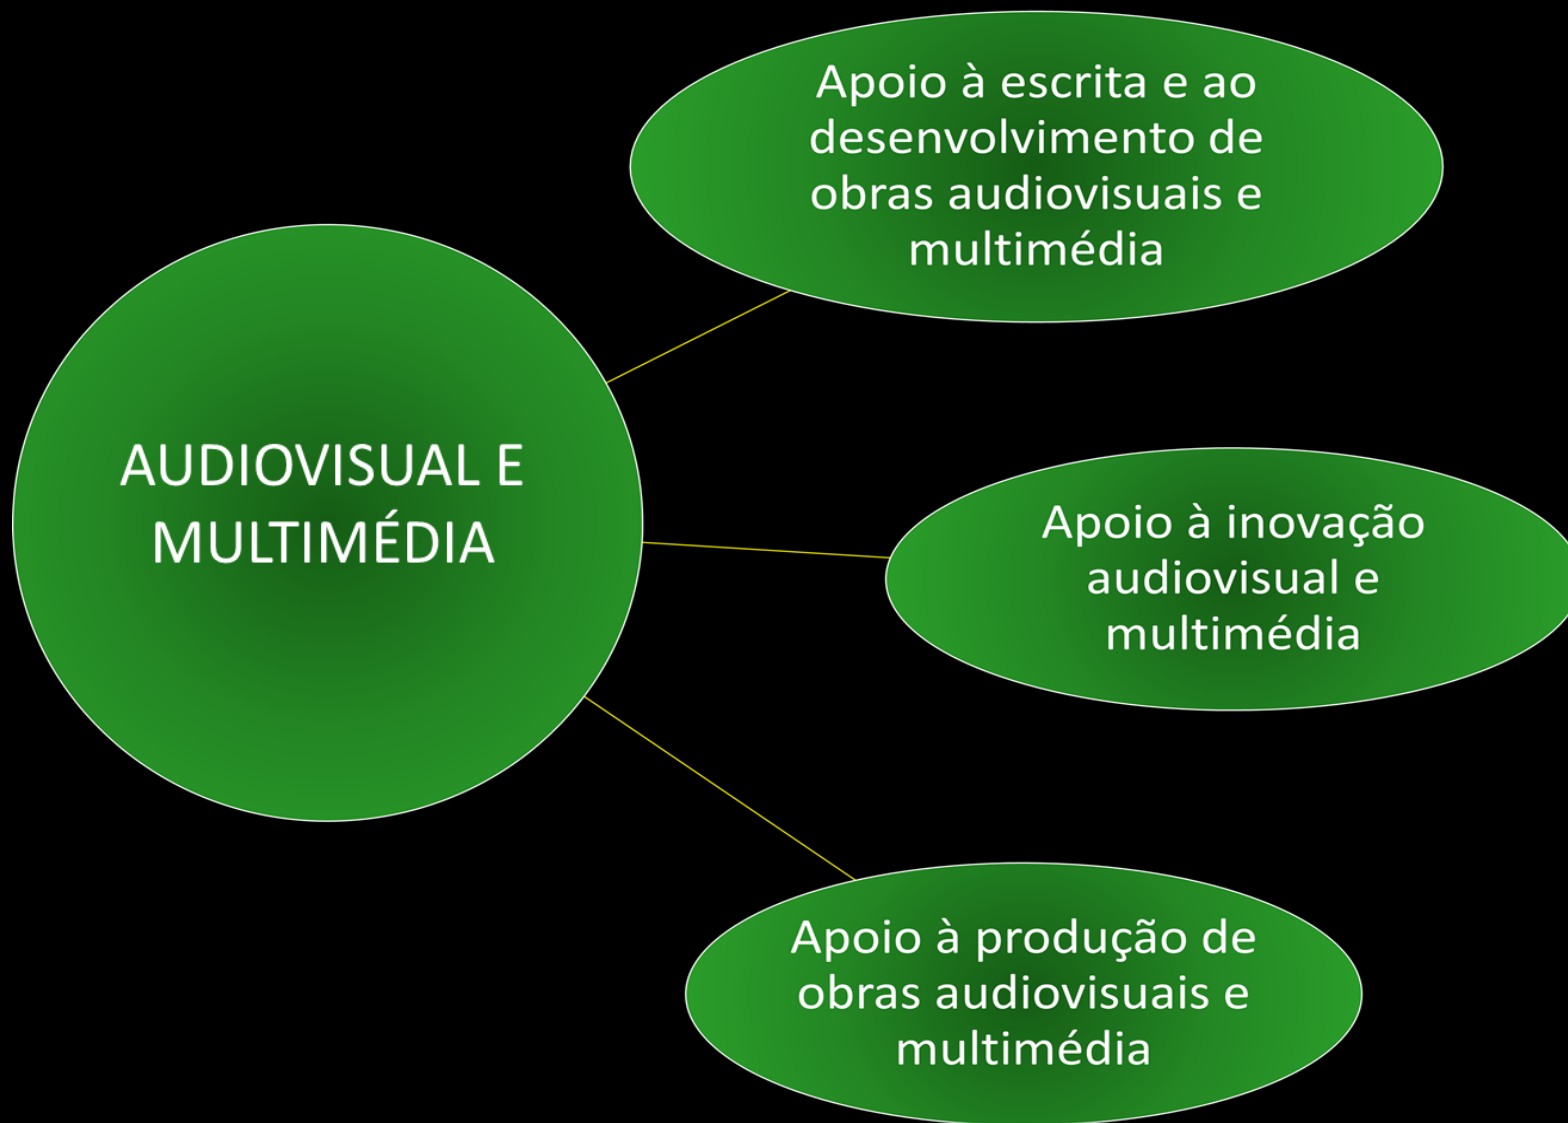 AUDIOVISUAL E
MULTIMÉDIA
Apoio à escrita e ao
desenvolvimento de
obras audiovisuais e
multimédia
Apoio à inovação
audiovisual e
multimédia
Apoio à produção de
obras audiovisuais e
multimédia